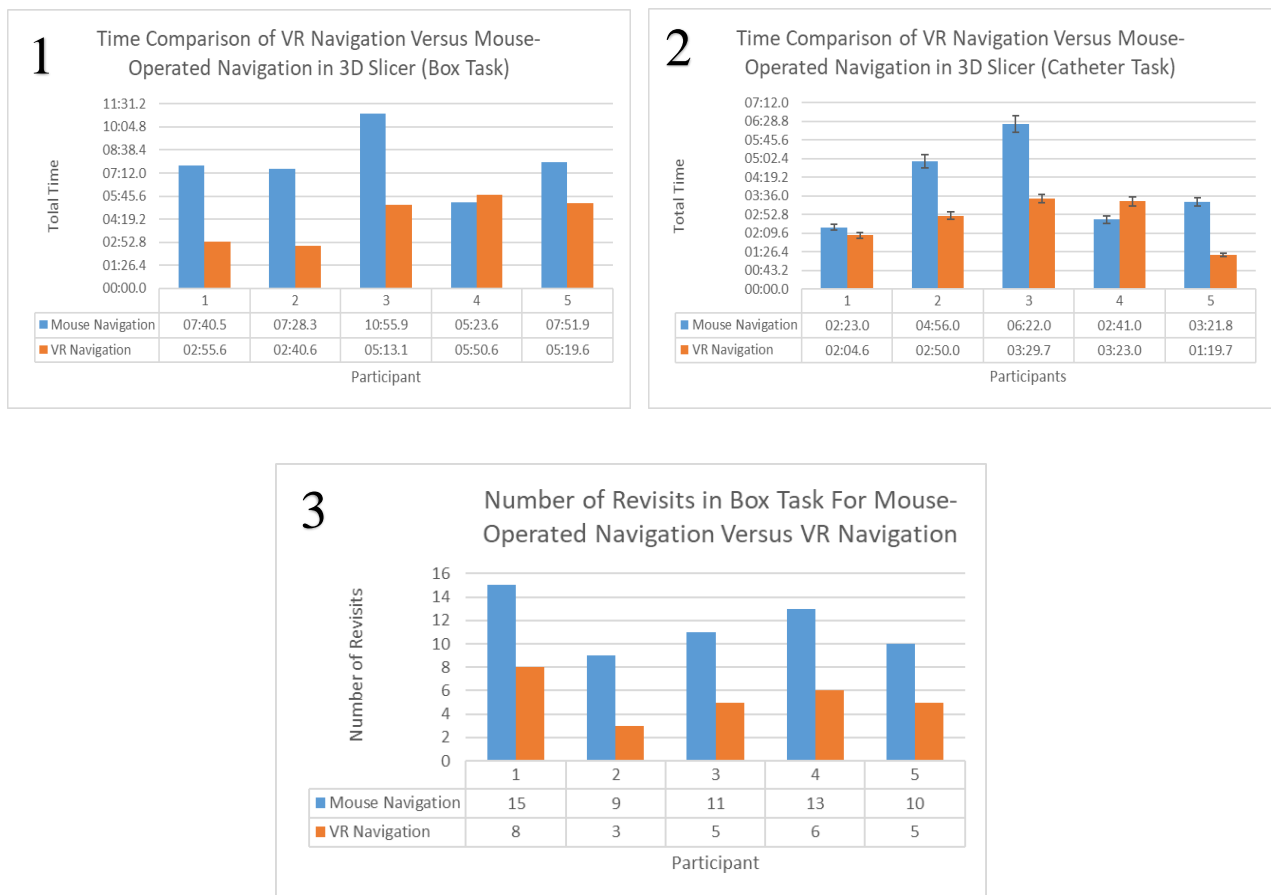 1
Time Comparison of VR Navigation Versus Mouse-
Operated Navigation in 3D Slicer (Box Task)
Tolal Time
11:31.2
10:04.8
08:38.4
07:12.0
05:45.6
04:19.2
02:52.8
01:26.4
00:00.0
1 2 3 4 5
Mouse Navigation 07:40.5 07:28.3 10:55.9 05:23.6 07:51.9
VR Navigation 02:55.6 02:40.6 05:13.1 05:50.6 05:19.6
Participant
2
Time Comparison of VR Navigation Versus Mouse-
Operated Navigation in 3D Slicer (Catheter Task)
Total Time
07:12.0
06:28.8
05:45.6
05:02.4
04:19.2
03:36.0
02:52.8
02:09.6
01:26.4
00:43.2
00:00.0
1 2 3 4 5
Mouse Navigation 02:23.0 04:56.0 06:22.0 02:41.0 03:21.8
VR Navigation 02:04.6 02:50.0 03:29.7 03:23.0 01:19.7
Participants
3
Number of Revisits in Box Task For Mouse-
Operated Navigation Versus VR Navigation
Number of Revisits
16
14
12
10
8
6
4
2
0
1 2 3 4 5
Mouse Navigation 15 9 11 13 10
VR Navigation 8 3 5 6 5
Participant